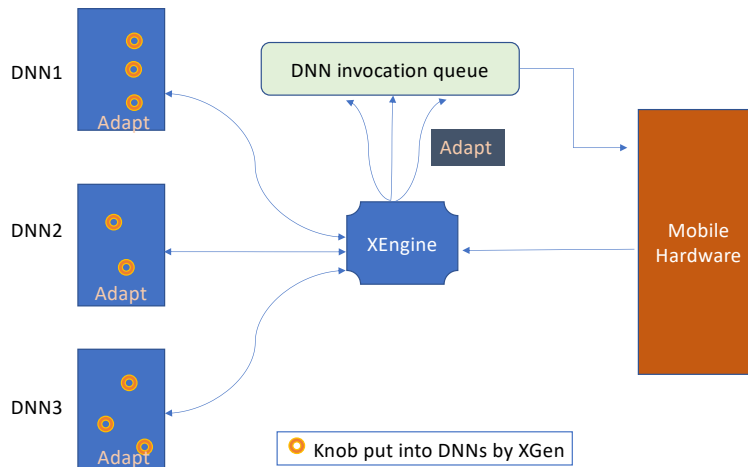 DNN1
Adapt
DNN invocation queue
Adapt
DNN2
Adapt
XEngine
Mobile
Hardware
DNN3
Adapt
Knob put into DNNs by XGen